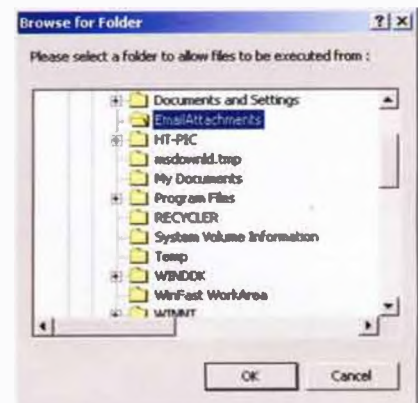 Browse for Folder
Please select a folder to allow files to be executed from :
Documents and Settings
EmailAttachments
HT-PIC
msdownld.tmp
My Documents
Program Files
RECYCLER
System Volume Information
Temp
WINDDK
WinFast WorkArea
WINNT
OK
Cancel